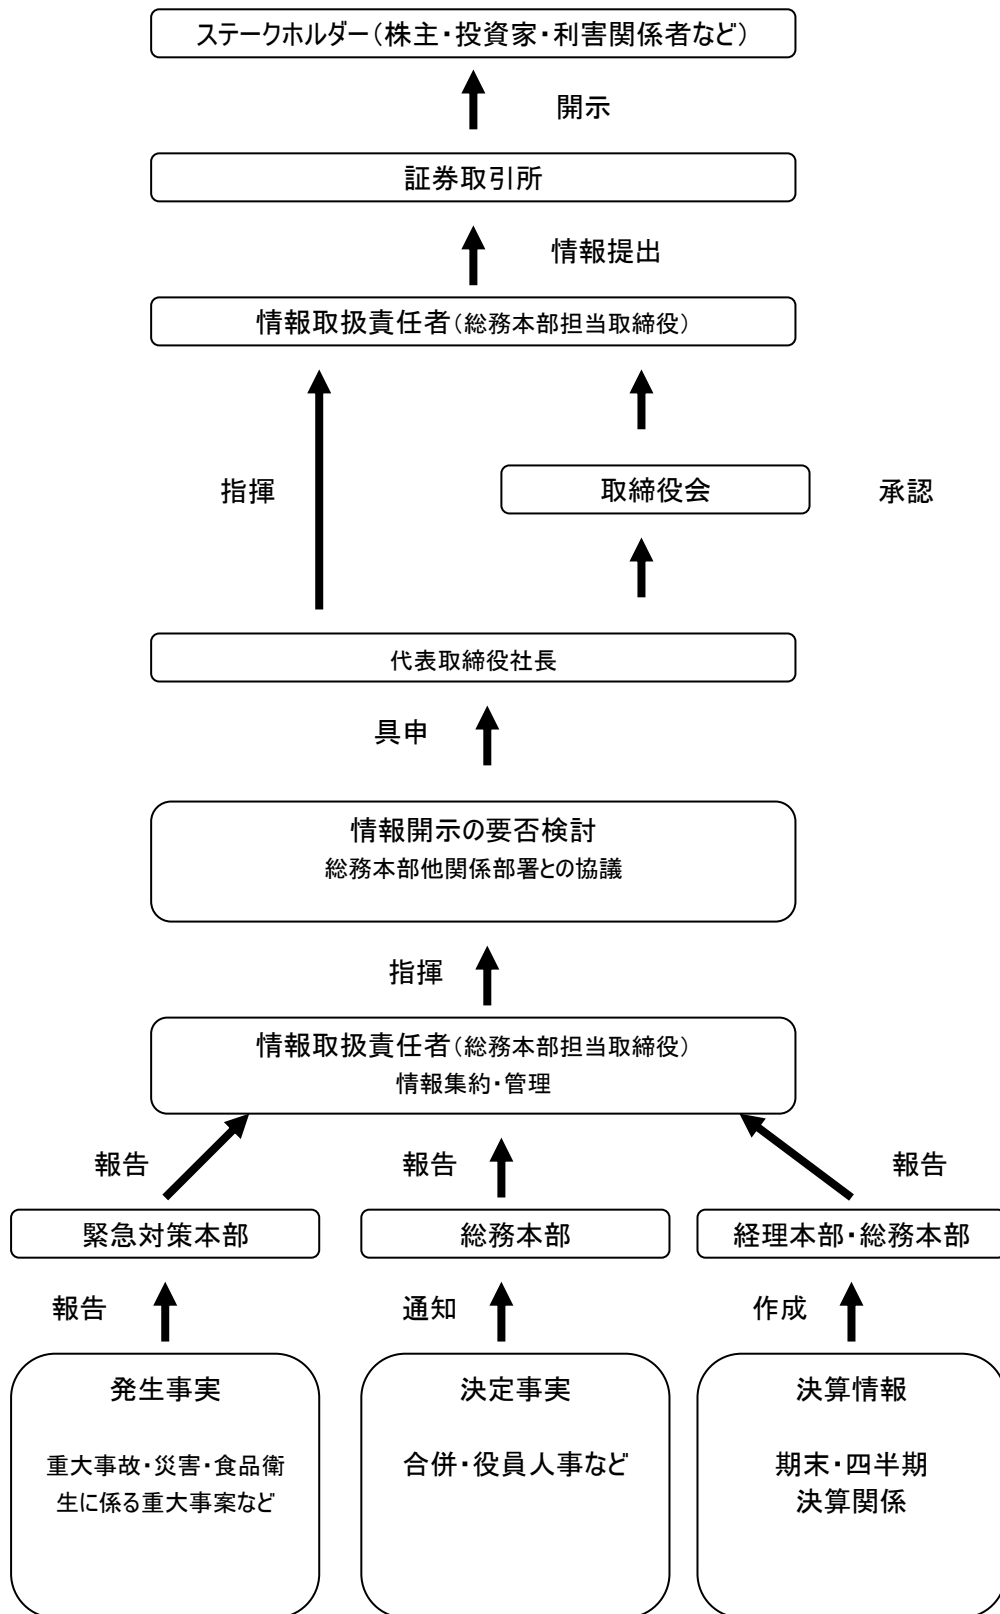 ステークホルダー(株主・投資家・利害関係者など)
開示
証券取引所
情報提出
情報取扱責任者(総務本部担当取締役)
指揮
取締役会
承認
代表取締役社長
具申
情報開示の要否検討
総務本部他関係部署との協議
指揮
情報取扱責任者(総務本部担当取締役)
情報集約・管理
報告
報告
報告
緊急対策本部
総務本部
経理本部・総務本部
報告
通知
作成
発生事実
重大事故・災害・食品衛
生に係る重大事案など
決定事実
合併・役員人事など
決算情報
期末・四半期
決算関係